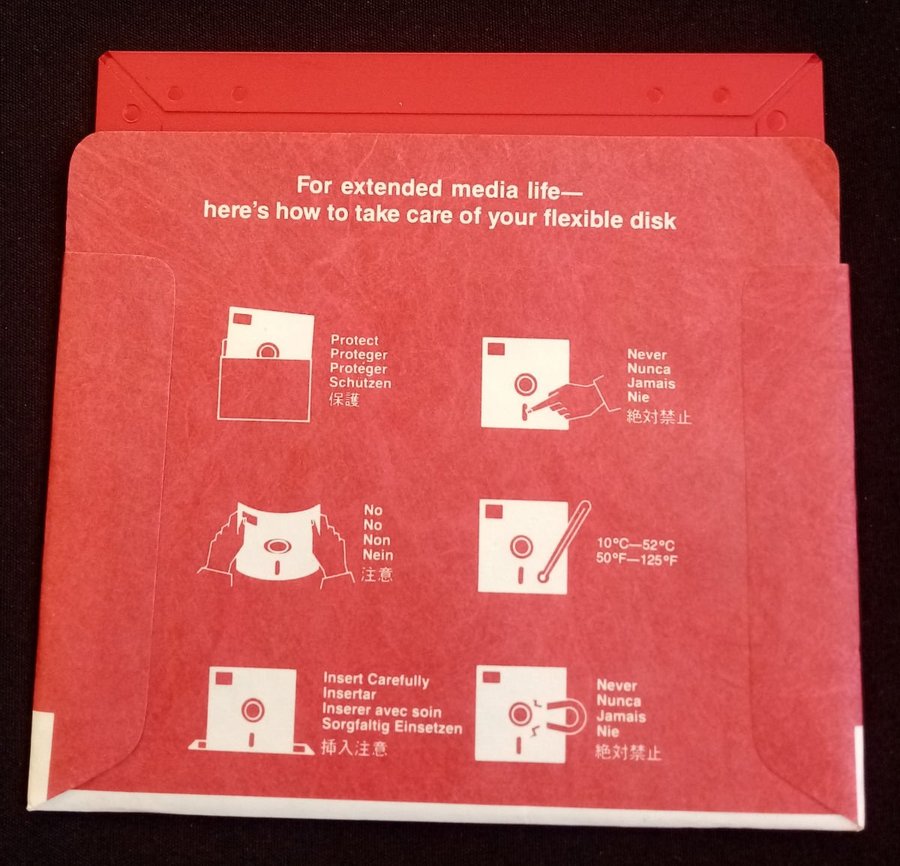 For extended media life—
here's how to take care of your flexible disk
Protect
Proteger
Proteger
Schutzen
保護
Never
Nunca
Jamais
Nie
絶対禁止
No
No
Non
Nein
注意
10°C—52°C
50°F—125°F
Insert Carefully
Insertar
Inserer avec soin
Sorgfaltig Einsetzen
挿入注意
Never
Nunca
Jamais
Nie
絶対禁止